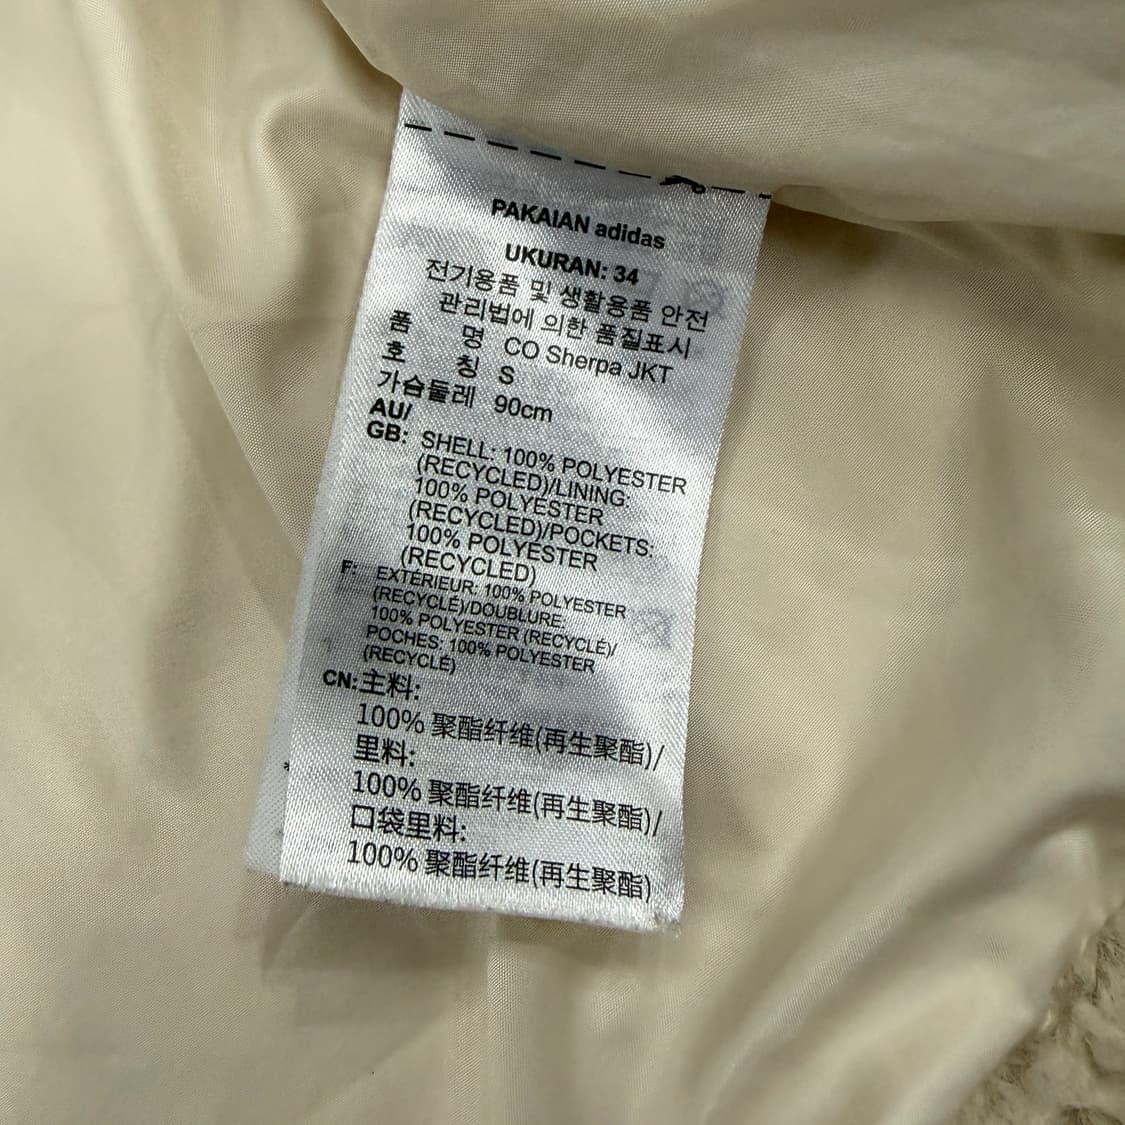 PAKAIAN adidas
UKURAN: 34
전기용품 및 생활용품 안전
관리법에 의한 품질표시
품 명 CO Sherpa JKT
호 칭 S
가슴둘레 90cm
AU/
GB: SHELL: 100% POLYESTER
(RECYCLED)/LINING:
100% POLYESTER
(RECYCLED)/POCKETS:
100% POLYESTER
(RECYCLED)
F: EXTÉRIEUR: 100% POLYESTER
(RECYCLÉ)/DOUBLURE:
100% POLYESTER (RECYCLÉ)/
POCHES: 100% POLYESTER
(RECYCLÉ)
CN:主料:
100% 聚酯纤维(再生聚酯)/
里料:
100% 聚酯纤维(再生聚酯)/
口袋里料:
100% 聚酯纤维(再生聚酯)